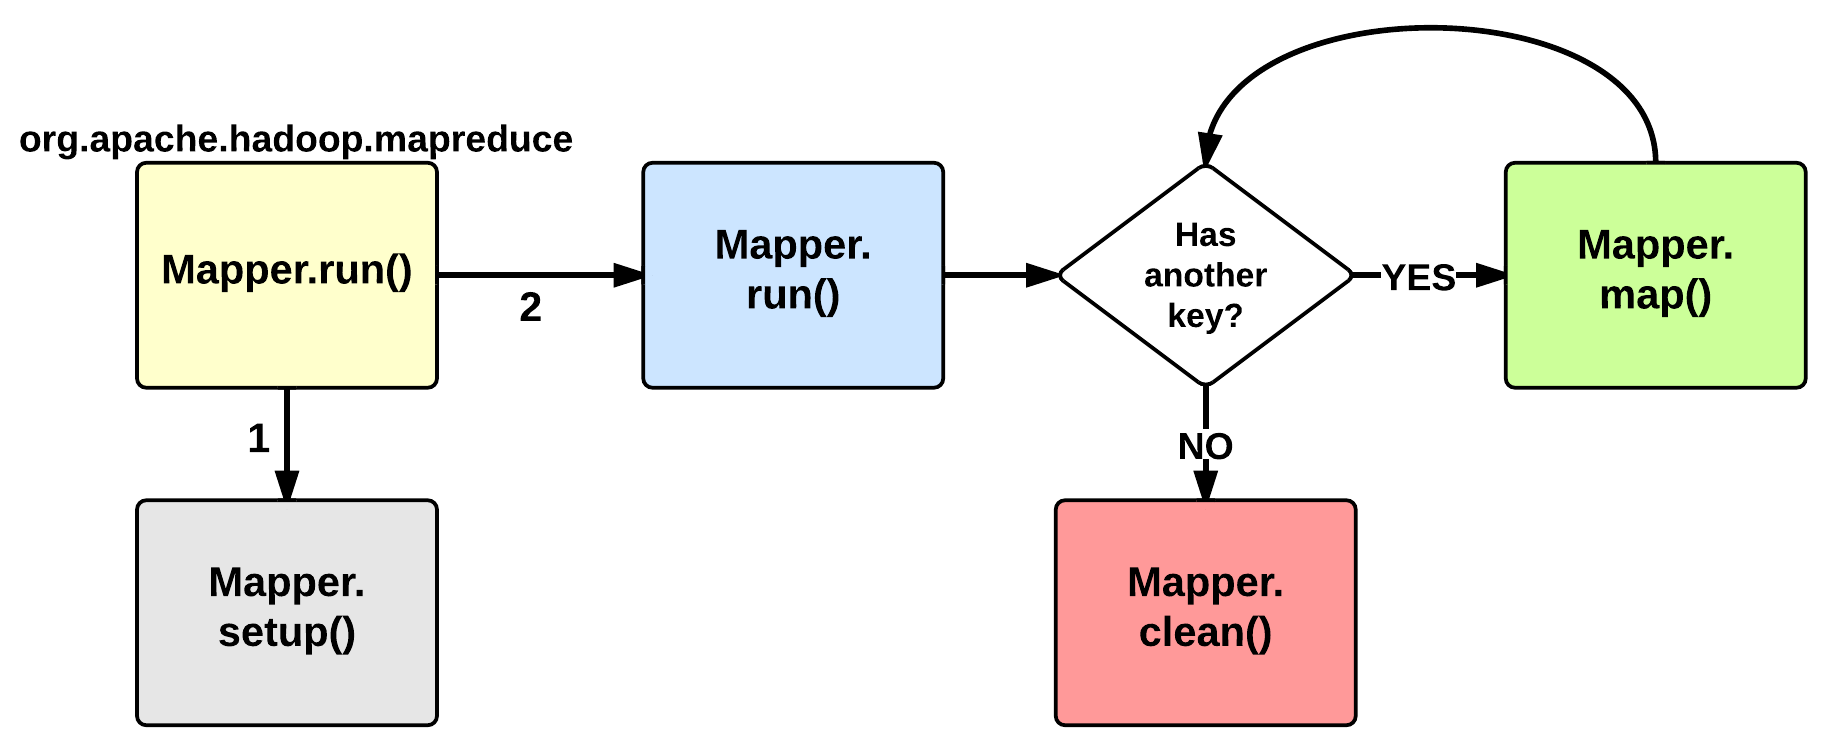 org.apache.hadoop.mapreduce
Mapper.run()
2
Mapper.
run()
Has
another
key?
YES
Mapper.
map()
1
NO
Mapper.
setup()
Mapper.
clean()